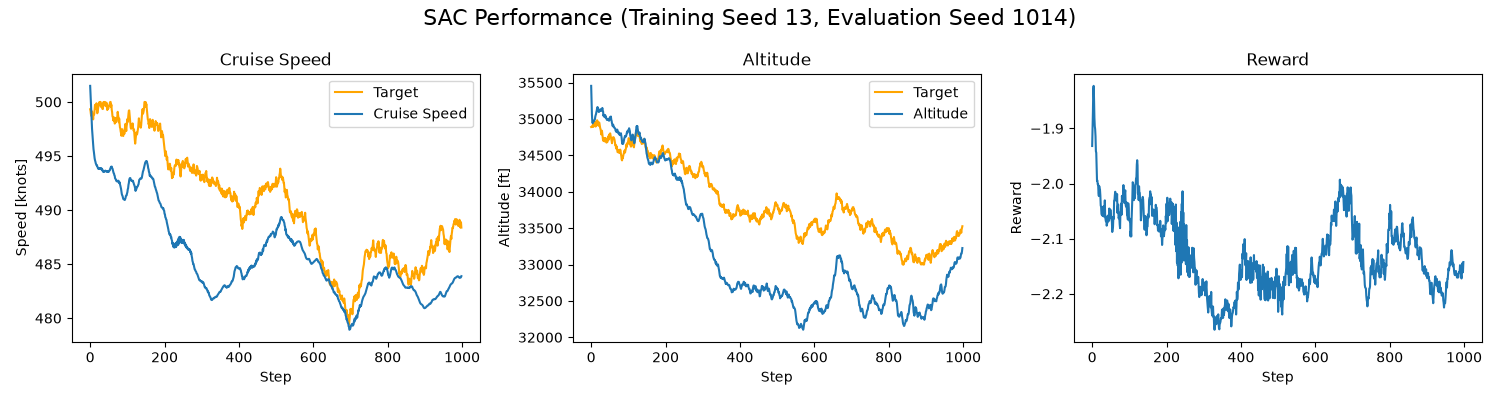 SAC Performance (Training Seed 13, Evaluation Seed 1014)
Cruise Speed
Speed [knots]
500
495
490
485
480
0 200 400 600 800 1000
Step
Target
Cruise Speed
Altitude
Altitude [ft]
35500
35000
34500
34000
33500
33000
32500
32000
0 200 400 600 800 1000
Step
Target
Altitude
Reward
Reward
−1.9
−2.0
−2.1
−2.2
0 200 400 600 800 1000
Step